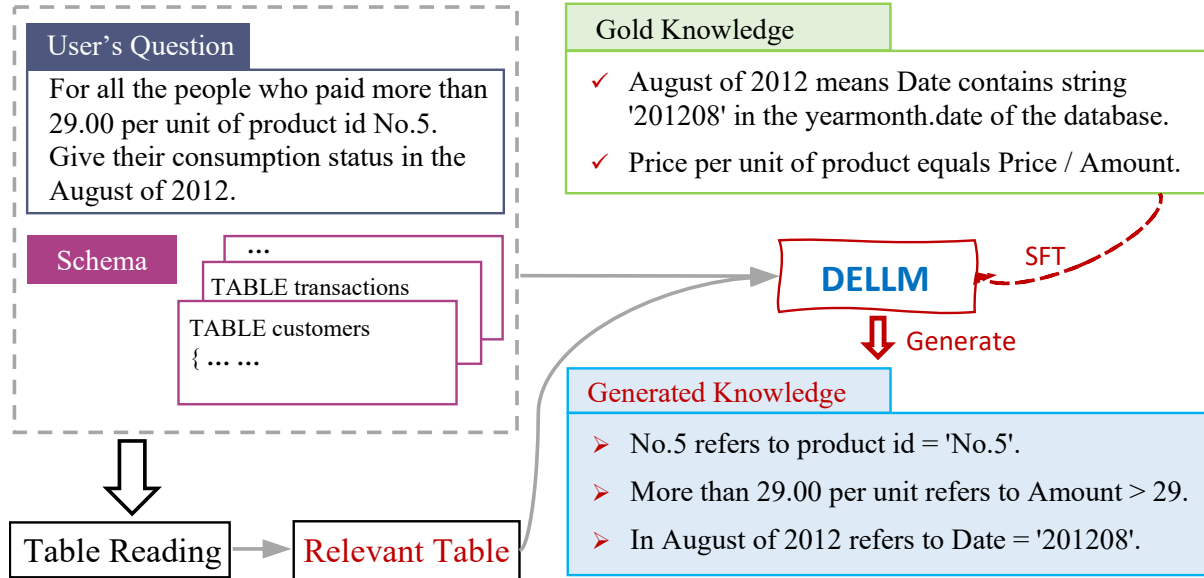 User’s Question
For all the people who paid more than
29.00 per unit of product id No.5.
Give their consumption status in the
August of 2012.
Schema
...
TABLE transactions
TABLE customers
{ ... ...
Table Reading
Relevant Table
Gold Knowledge
✓ August of 2012 means Date contains string
'201208' in the yearmonth.date of the database.
✓ Price per unit of product equals Price / Amount.
SFT
DELLM
Generate
Generated Knowledge
➢ No.5 refers to product id = 'No.5'.
➢ More than 29.00 per unit refers to Amount > 29.
➢ In August of 2012 refers to Date = '201208'.